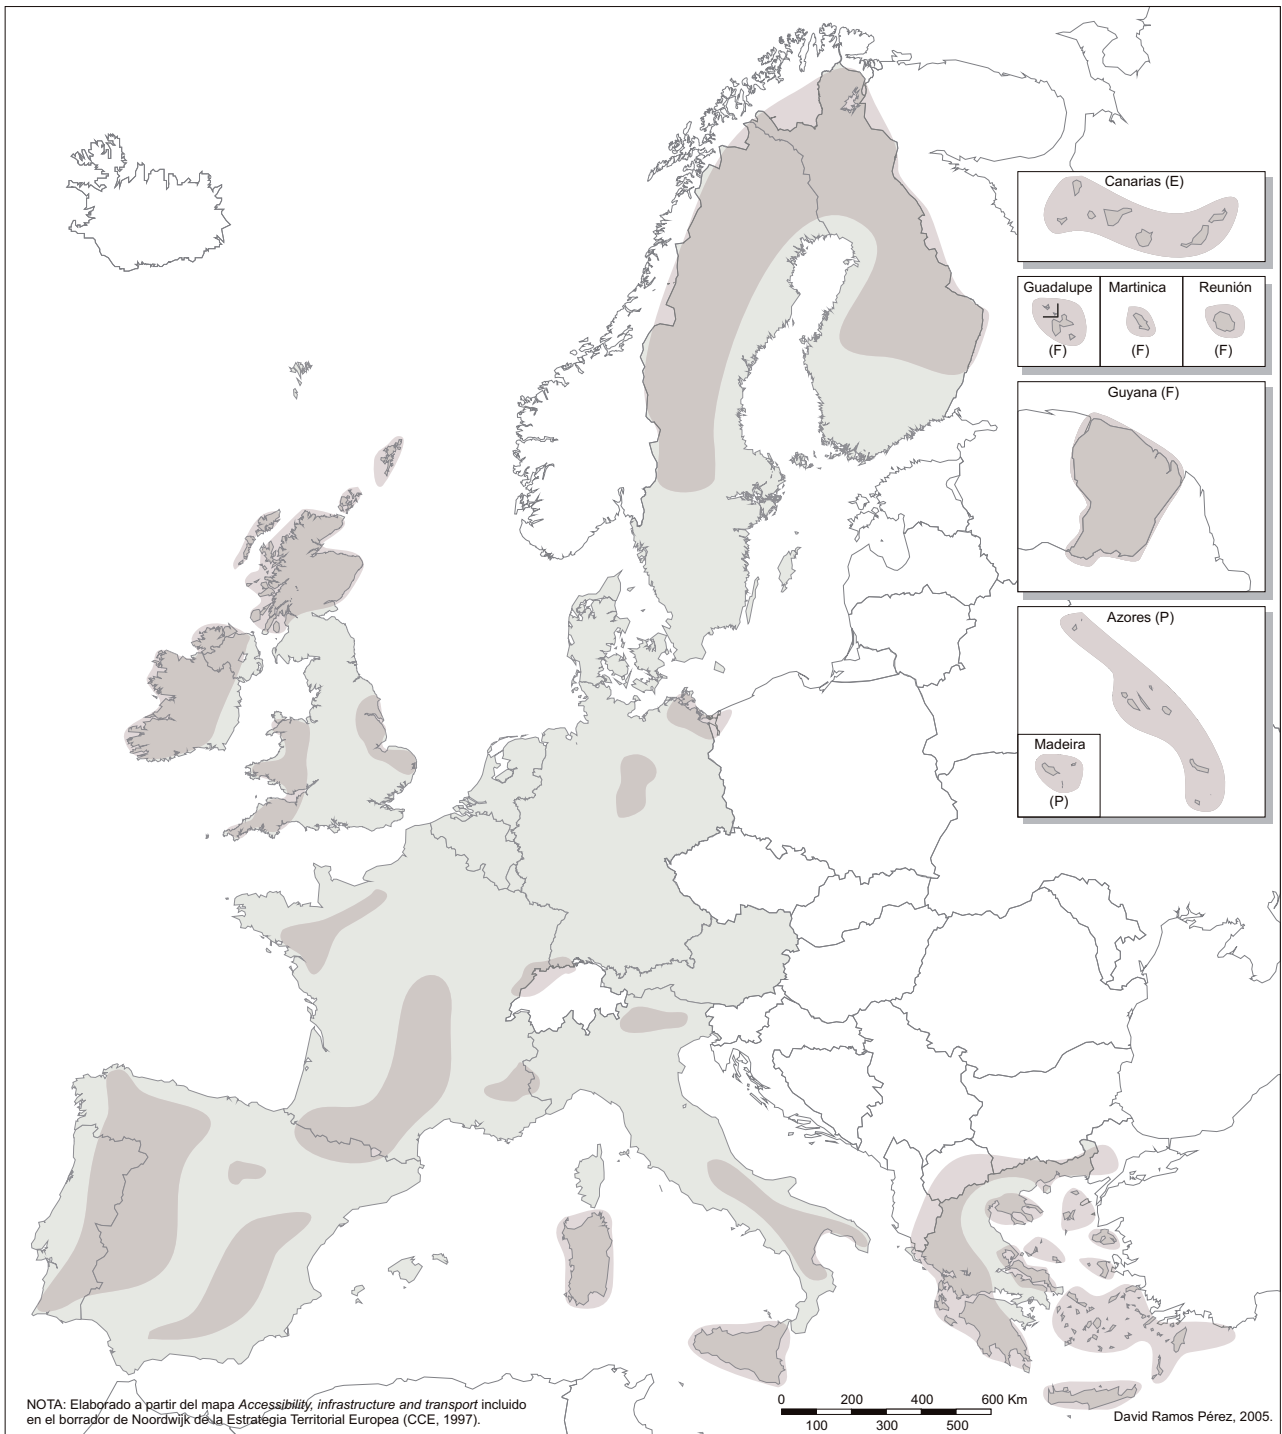 Canarias (E)
Guadalupe
Martinica
Reunión
(F)
(F)
(F)
Guyana (F)
Azores (P)
Madeira
(P)
NOTA: Elaborado a partir del mapa Accessibility, infrastructure and transport incluido
en el borrador de Noordwijk de la Estrategia Territorial Europea (CCE, 1997).
0 200 400 600 Km
100 300 500
David Ramos Pérez, 2005.